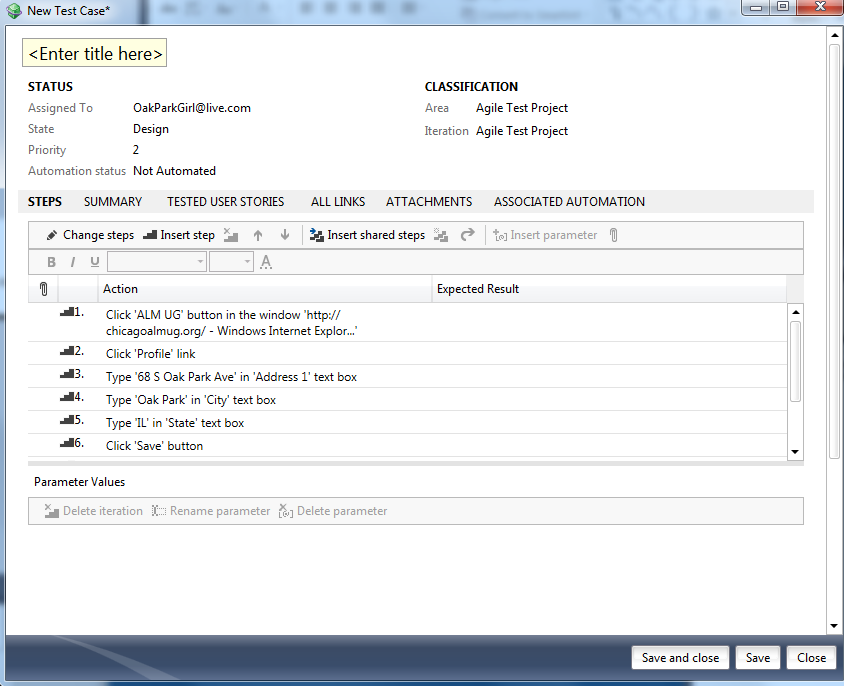 New Test Case*
<Enter title here>
STATUS
Assigned To OakParkGirl@live.com
State Design
Priority 2
Automation status Not Automated
CLASSIFICATION
Area Agile Test Project
Iteration Agile Test Project
STEPS SUMMARY TESTED USER STORIES ALL LINKS ATTACHMENTS ASSOCIATED AUTOMATION
Change steps Insert step Insert shared steps Insert parameter
B I U A
Action Expected Result
1. Click 'ALM UG' button in the window 'http://
chicagoalmug.org/ - Windows Internet Explor...'
2. Click 'Profile' link
3. Type '68 S Oak Park Ave' in 'Address 1' text box
4. Type 'Oak Park' in 'City' text box
5. Type 'IL' in 'State' text box
6. Click 'Save' button
Parameter Values
Delete iteration Rename parameter Delete parameter
Save and close Save Close